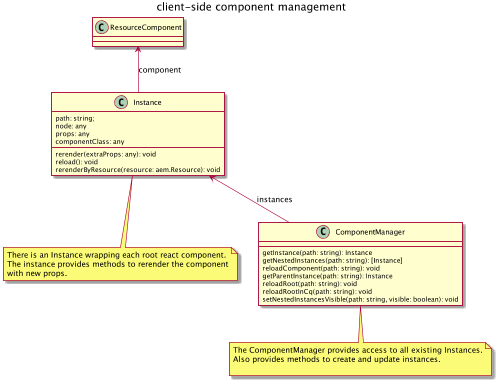 client-side component management
C ResourceComponent
component
C Instance
path: string;
node: any
props: any
componentClass: any
rerender(extraProps: any): void
reload(): void
rerenderByResource(resource: aem.Resource): void
instances
There is an Instance wrapping each root react component.
The instance provides methods to rerender the component
with new props.
C ComponentManager
getInstance(path: string): Instance
getNestedInstances(path: string): [Instance]
reloadComponent(path: string): void
getParentInstance(path: string): Instance
reloadRoot(path: string): void
reloadRootInCq(path: string): void
setNestedInstancesVisible(path: string, visible: boolean): void
The ComponentManager provides access to all existing Instances.
Also provides methods to create and update instances.